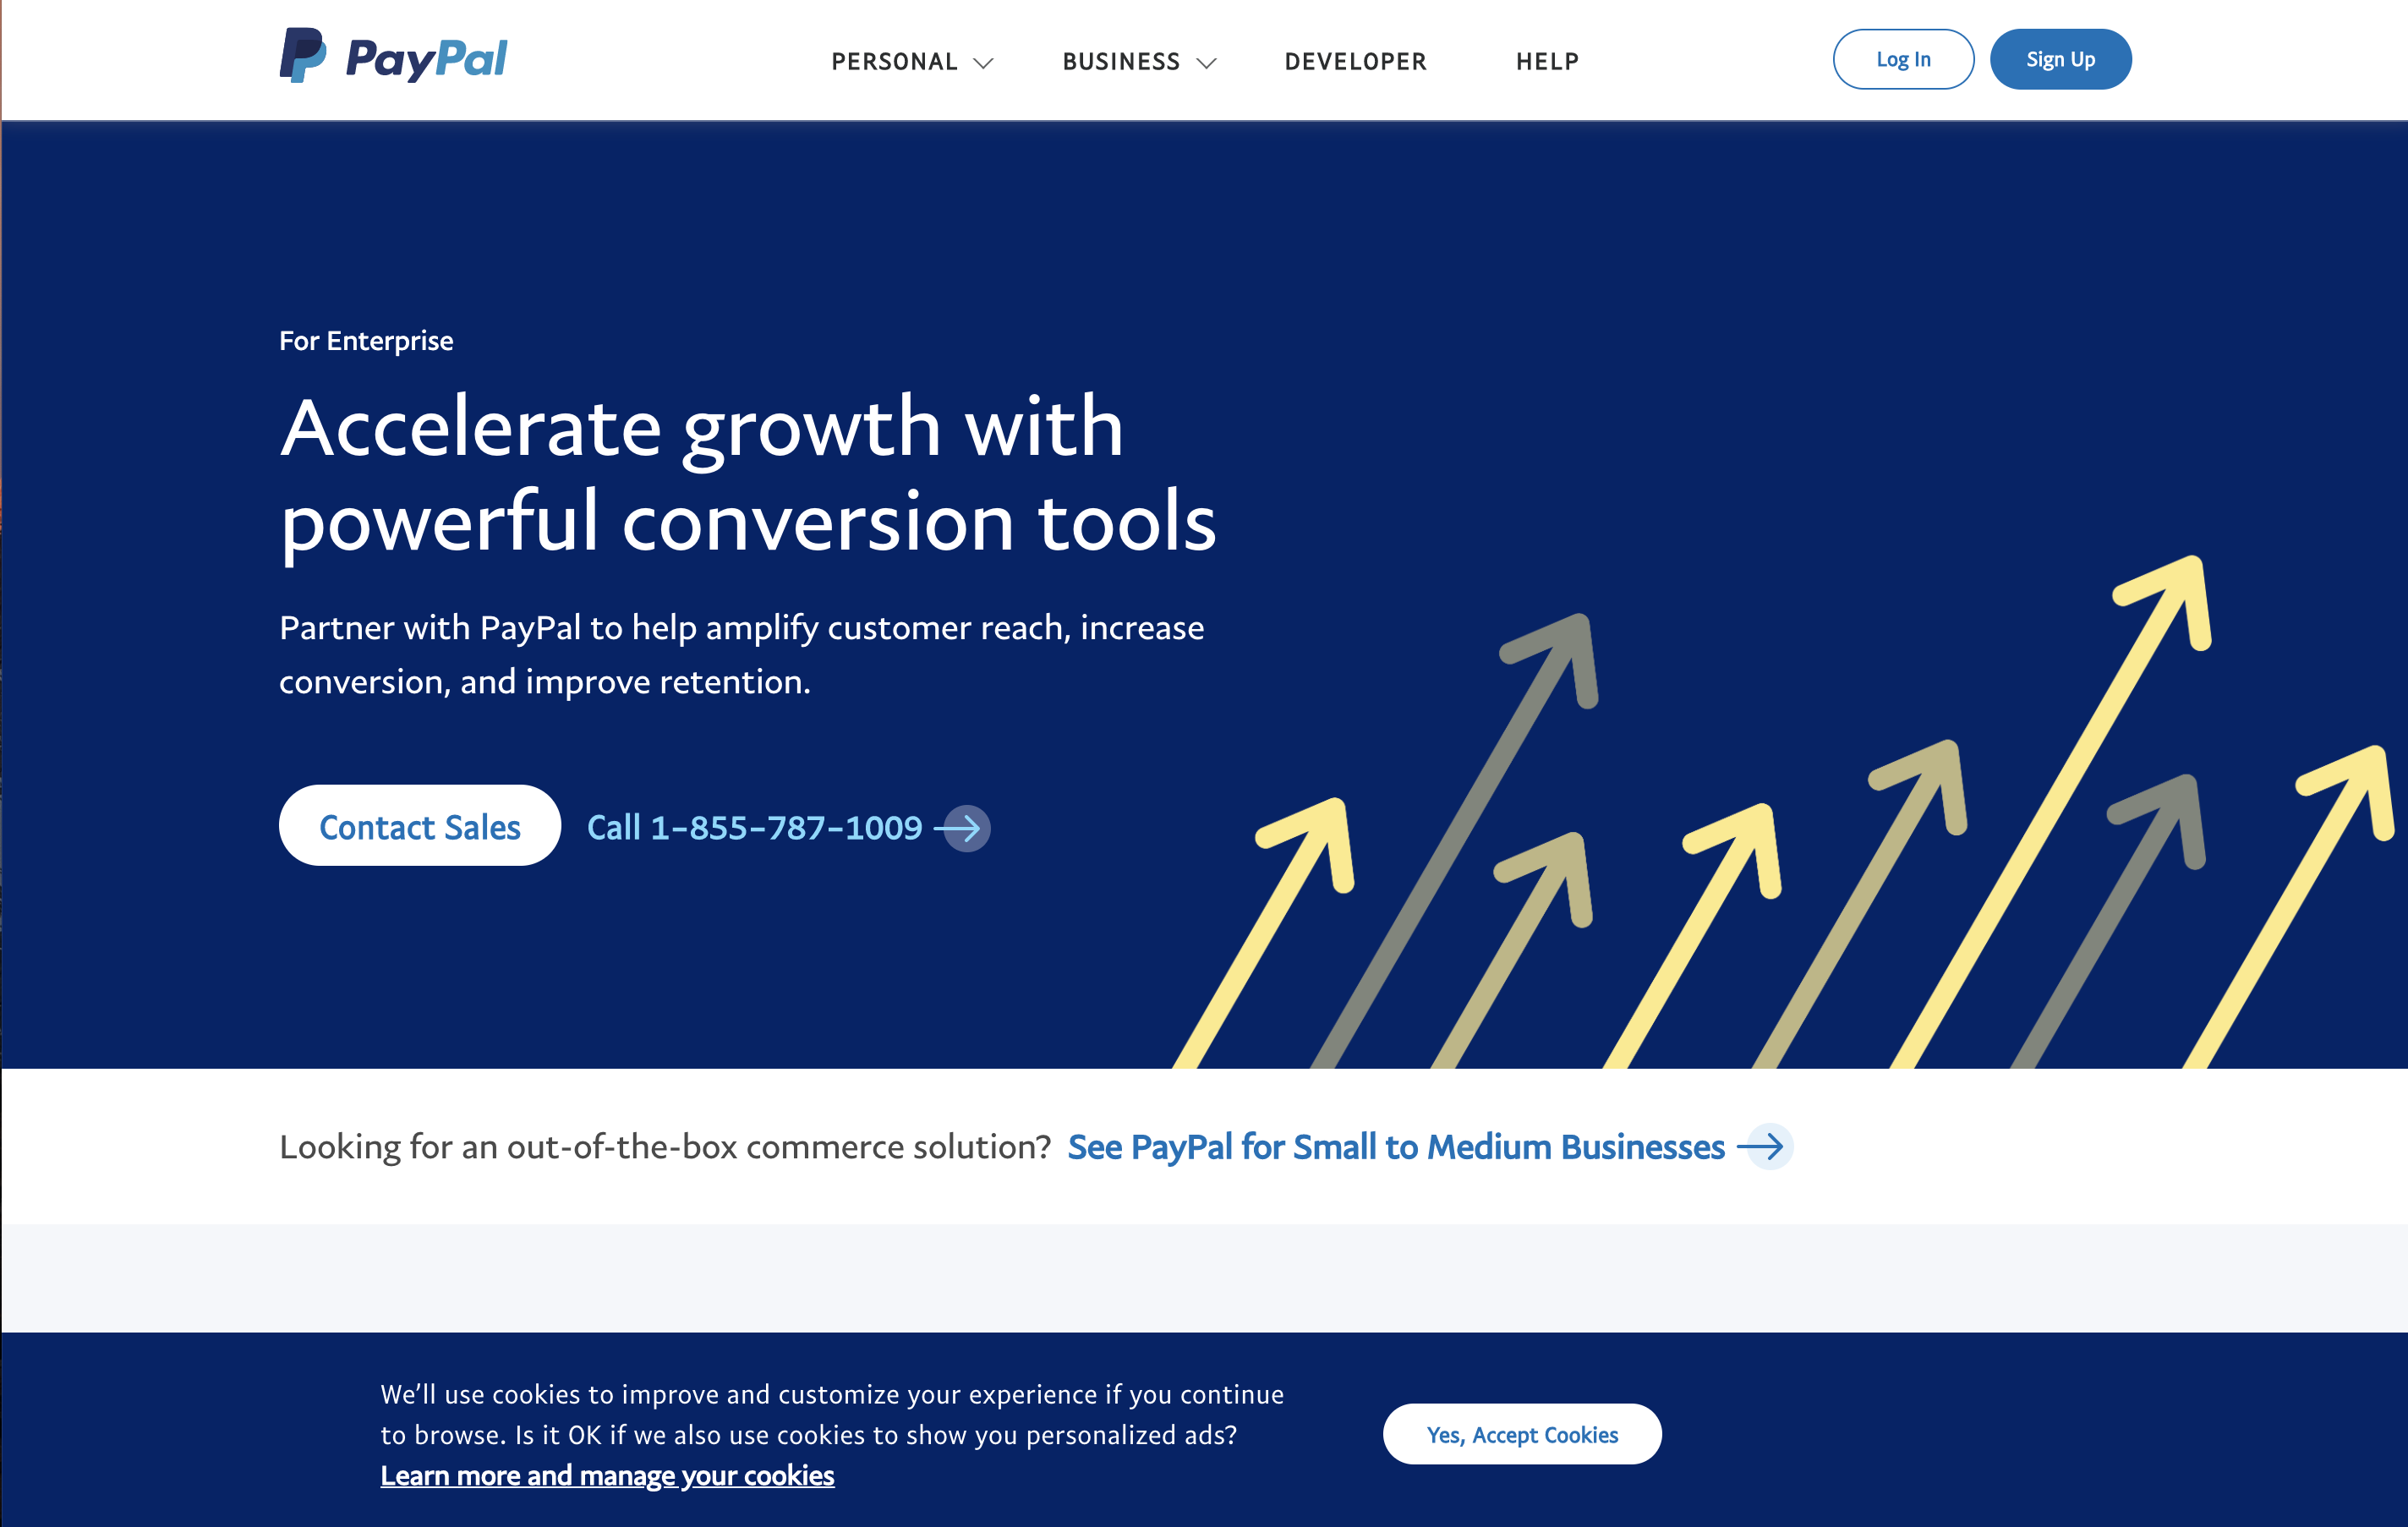 PayPal
PERSONAL
BUSINESS
DEVELOPER
HELP
Log In
Sign Up
For Enterprise
Accelerate growth with
powerful conversion tools
Partner with PayPal to help amplify customer reach, increase
conversion, and improve retention.
Contact Sales
Call 1-855-787-1009
Looking for an out-of-the-box commerce solution? See PayPal for Small to Medium Businesses
We’ll use cookies to improve and customize your experience if you continue
to browse. Is it OK if we also use cookies to show you personalized ads?
Learn more and manage your cookies
Yes, Accept Cookies